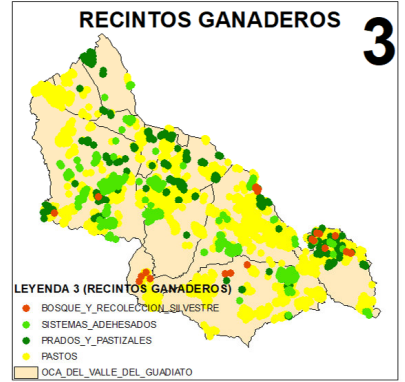 RECINTOS GANADEROS
3
LEYENDA 3 (RECINTOS GANADEROS)
BOSQUE_Y_RECOLECCION_SILVESTRE
SISTEMAS_ADEHESADOS
PRADOS_Y_PASTIZALES
PASTOS
OCA_DEL_VALLE_DEL_GUADIATO